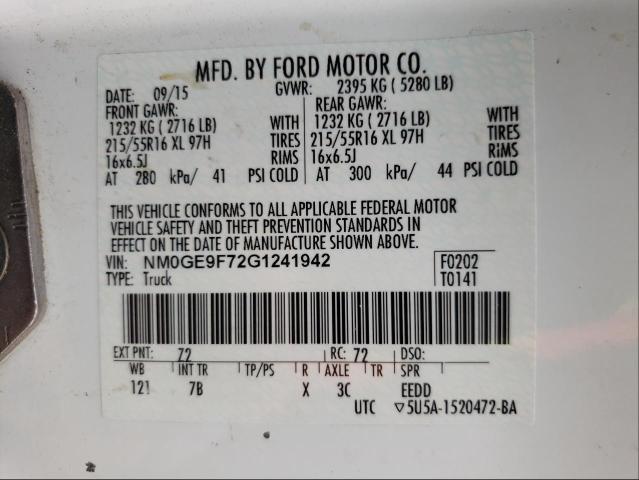 MFD. BY FORD MOTOR CO.
DATE: 09/15 GVWR: 2395 KG ( 5280 LB)
FRONT GAWR: REAR GAWR:
1232 KG ( 2716 LB) WITH 1232 KG ( 2716 LB) WITH
215/55R16 XL 97H TIRES 215/55R16 XL 97H TIRES
16x6.5J RIMS 16x6.5J RiMS
AT 280 kPa/ 41 PSI COLD AT 300 kPa/ 44 PSI COLD
THIS VEHICLE CONFORMS TO ALL APPLICABLE FEDERAL MOTOR
VEHICLE SAFETY AND THEFT PREVENTION STANDARDS IN
EFFECT ON THE DATE OF MANUFACTURE SHOWN ABOVE.
VIN: NM0GE9F72G1241942 F0202
TYPE: Truck T0141
EXT PNT: 72 RC: 72 DSO:
WB INT TR TP/PS R AXLE TR SPR
121 7B X 3C EEDD
UTC ▽5U5A-1520472-BA